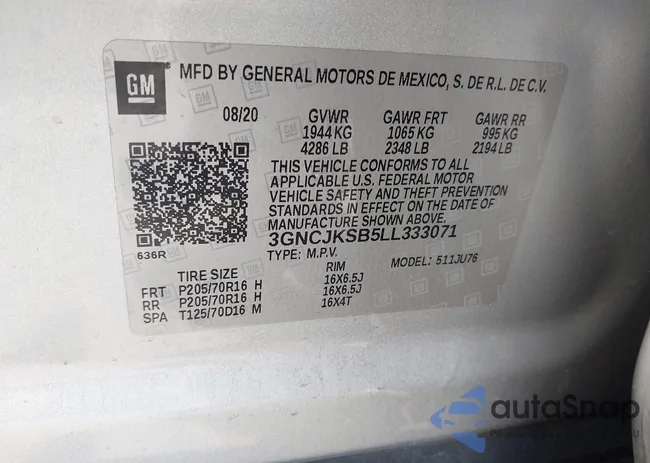 GM MFD BY GENERAL MOTORS DE MEXICO, S. DE R.L. DE C.V.
08/20 GVWR GAWR FRT GAWR RR
1944 KG 1065 KG 995 KG
4286 LB 2348 LB 2194 LB
THIS VEHICLE CONFORMS TO ALL
APPLICABLE U.S. FEDERAL MOTOR
VEHICLE SAFETY AND THEFT PREVENTION
STANDARDS IN EFFECT ON THE DATE OF
MANUFACTURE SHOWN ABOVE.
3GNCJKSB5LL333071
636R TYPE: M.P.V. MODEL: 511JU76
TIRE SIZE RIM
FRT P205/70R16 H 16X6.5J
RR P205/70R16 H 16X6.5J
SPA T125/70D16 M 16X4T
autaSnap